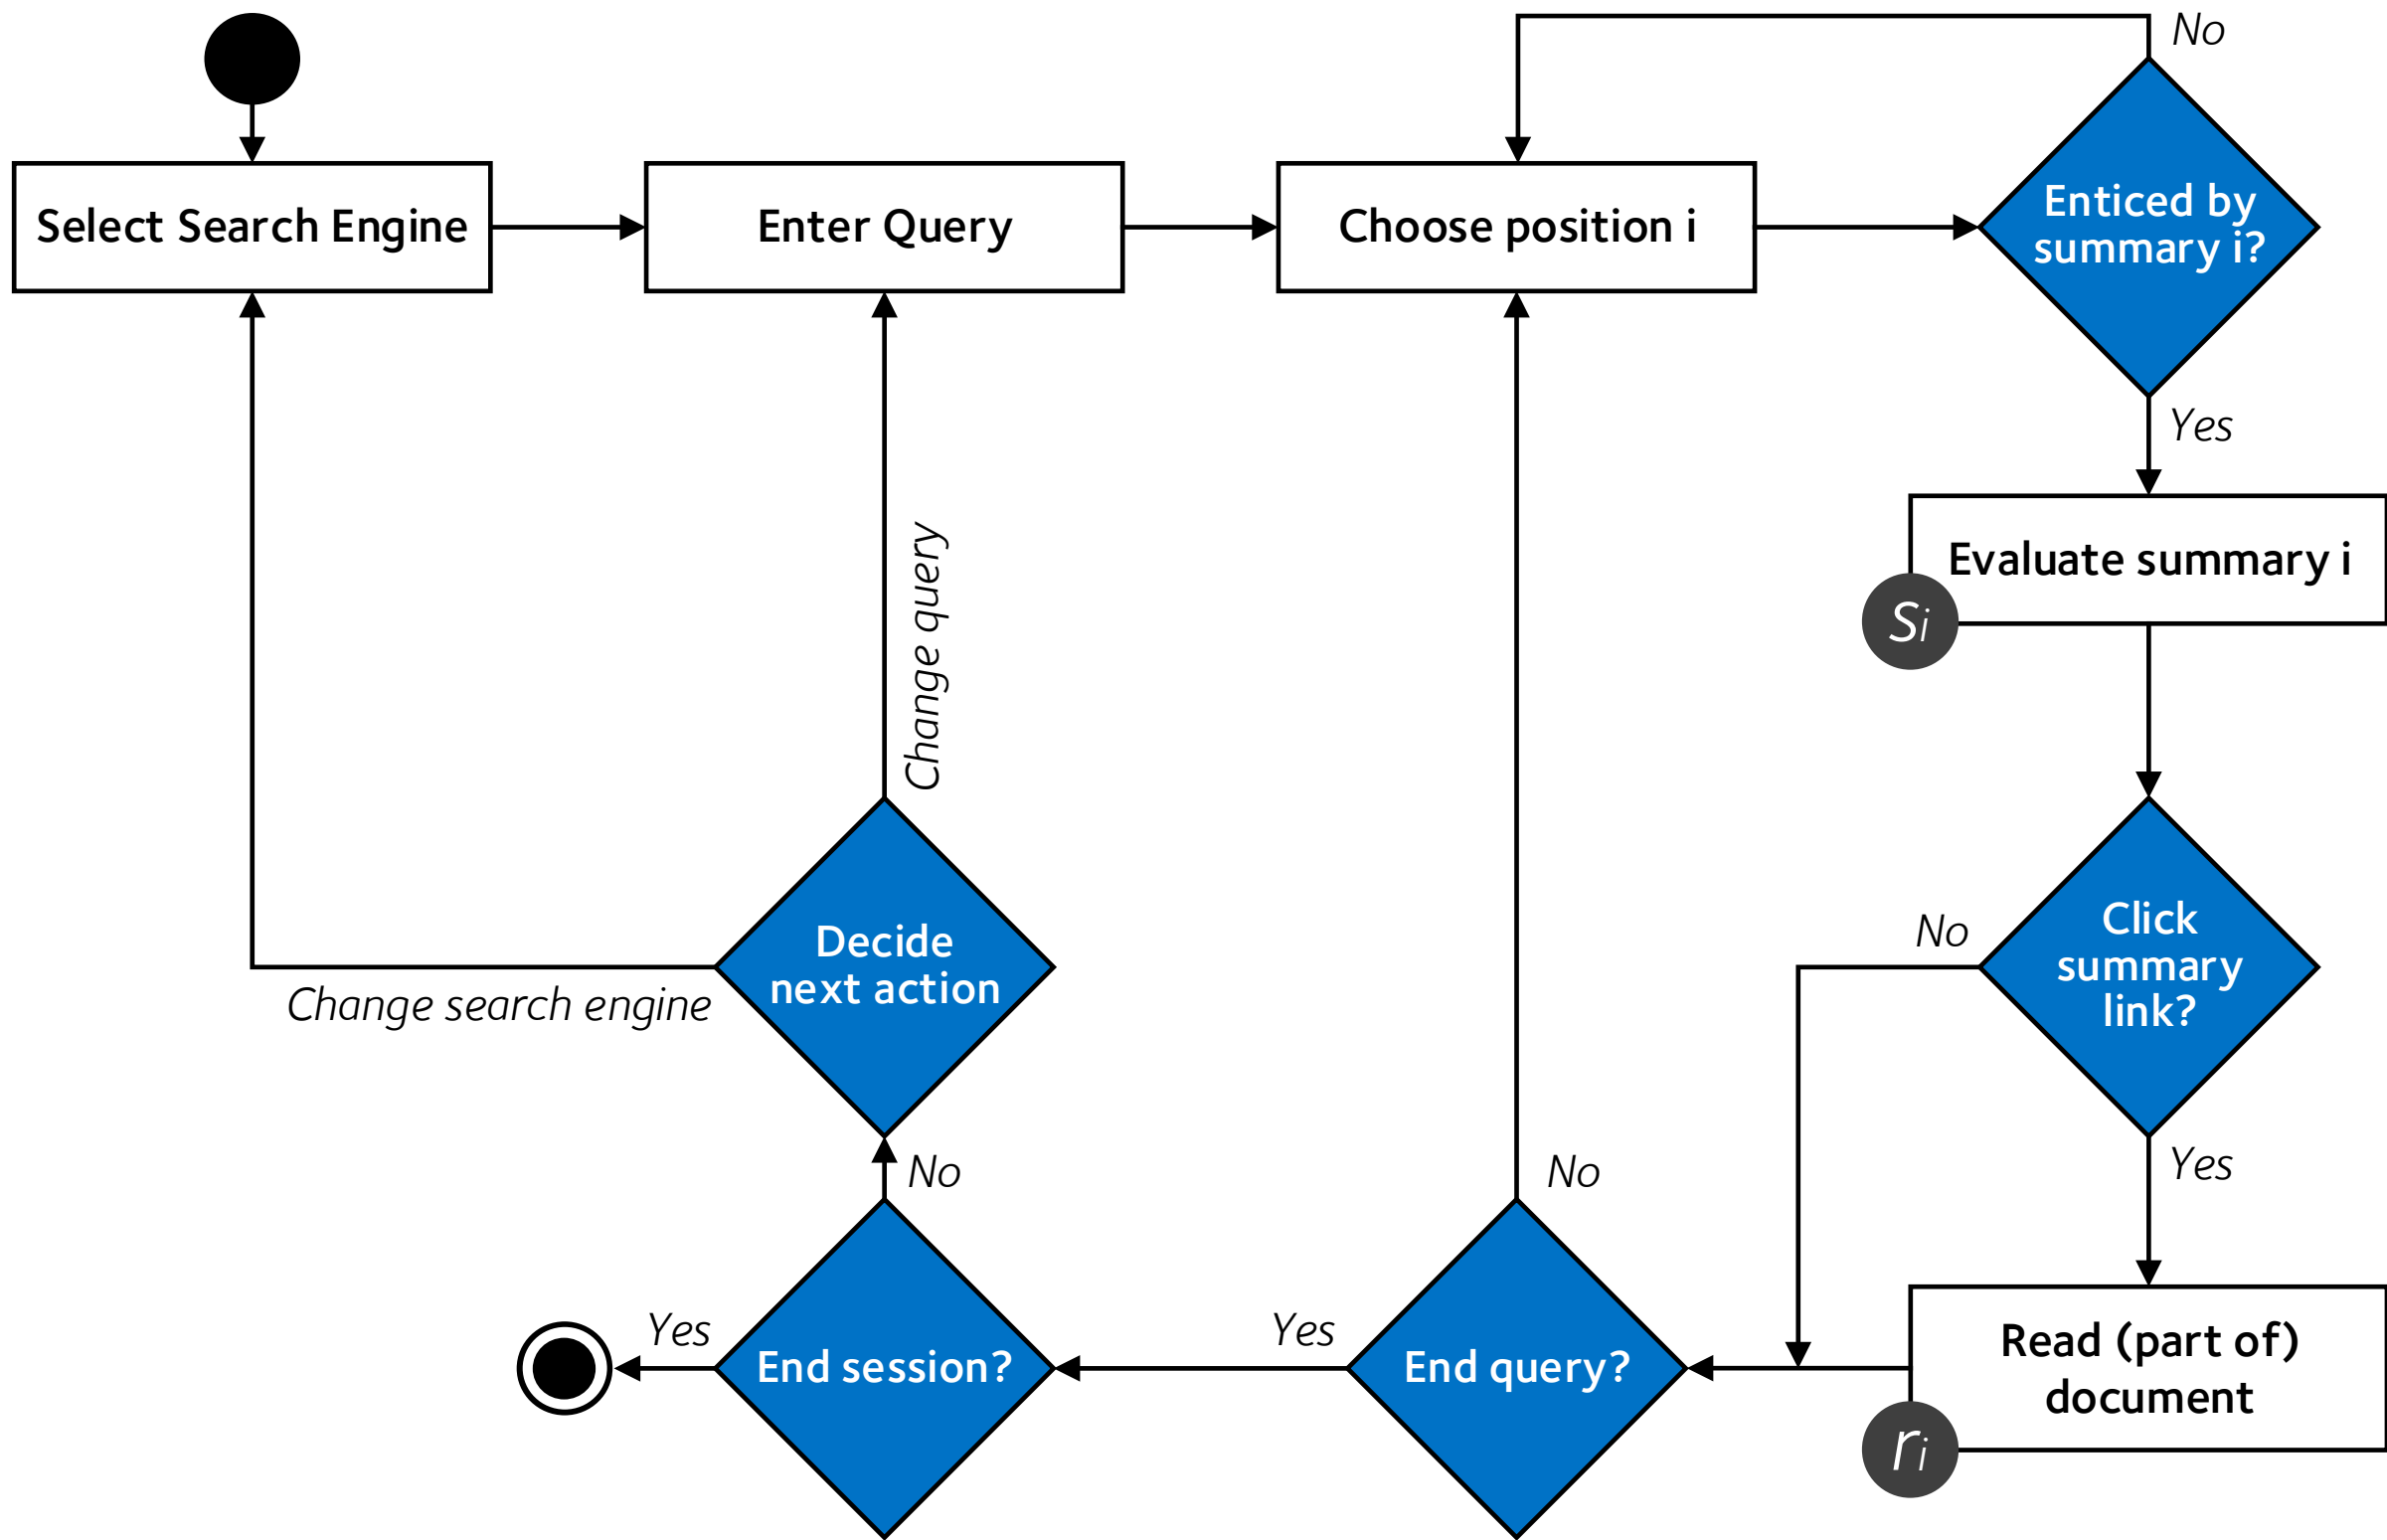 No
Select Search Engine
Enter Query
Choose position i
Enticed by
summary i?
Yes
Evaluate summary i
si
Change query
Click
summary
link?
No
Decide
next action
Change search engine
Yes
No
No
Read (part of)
document
ri
End query?
Yes
End session?
Yes